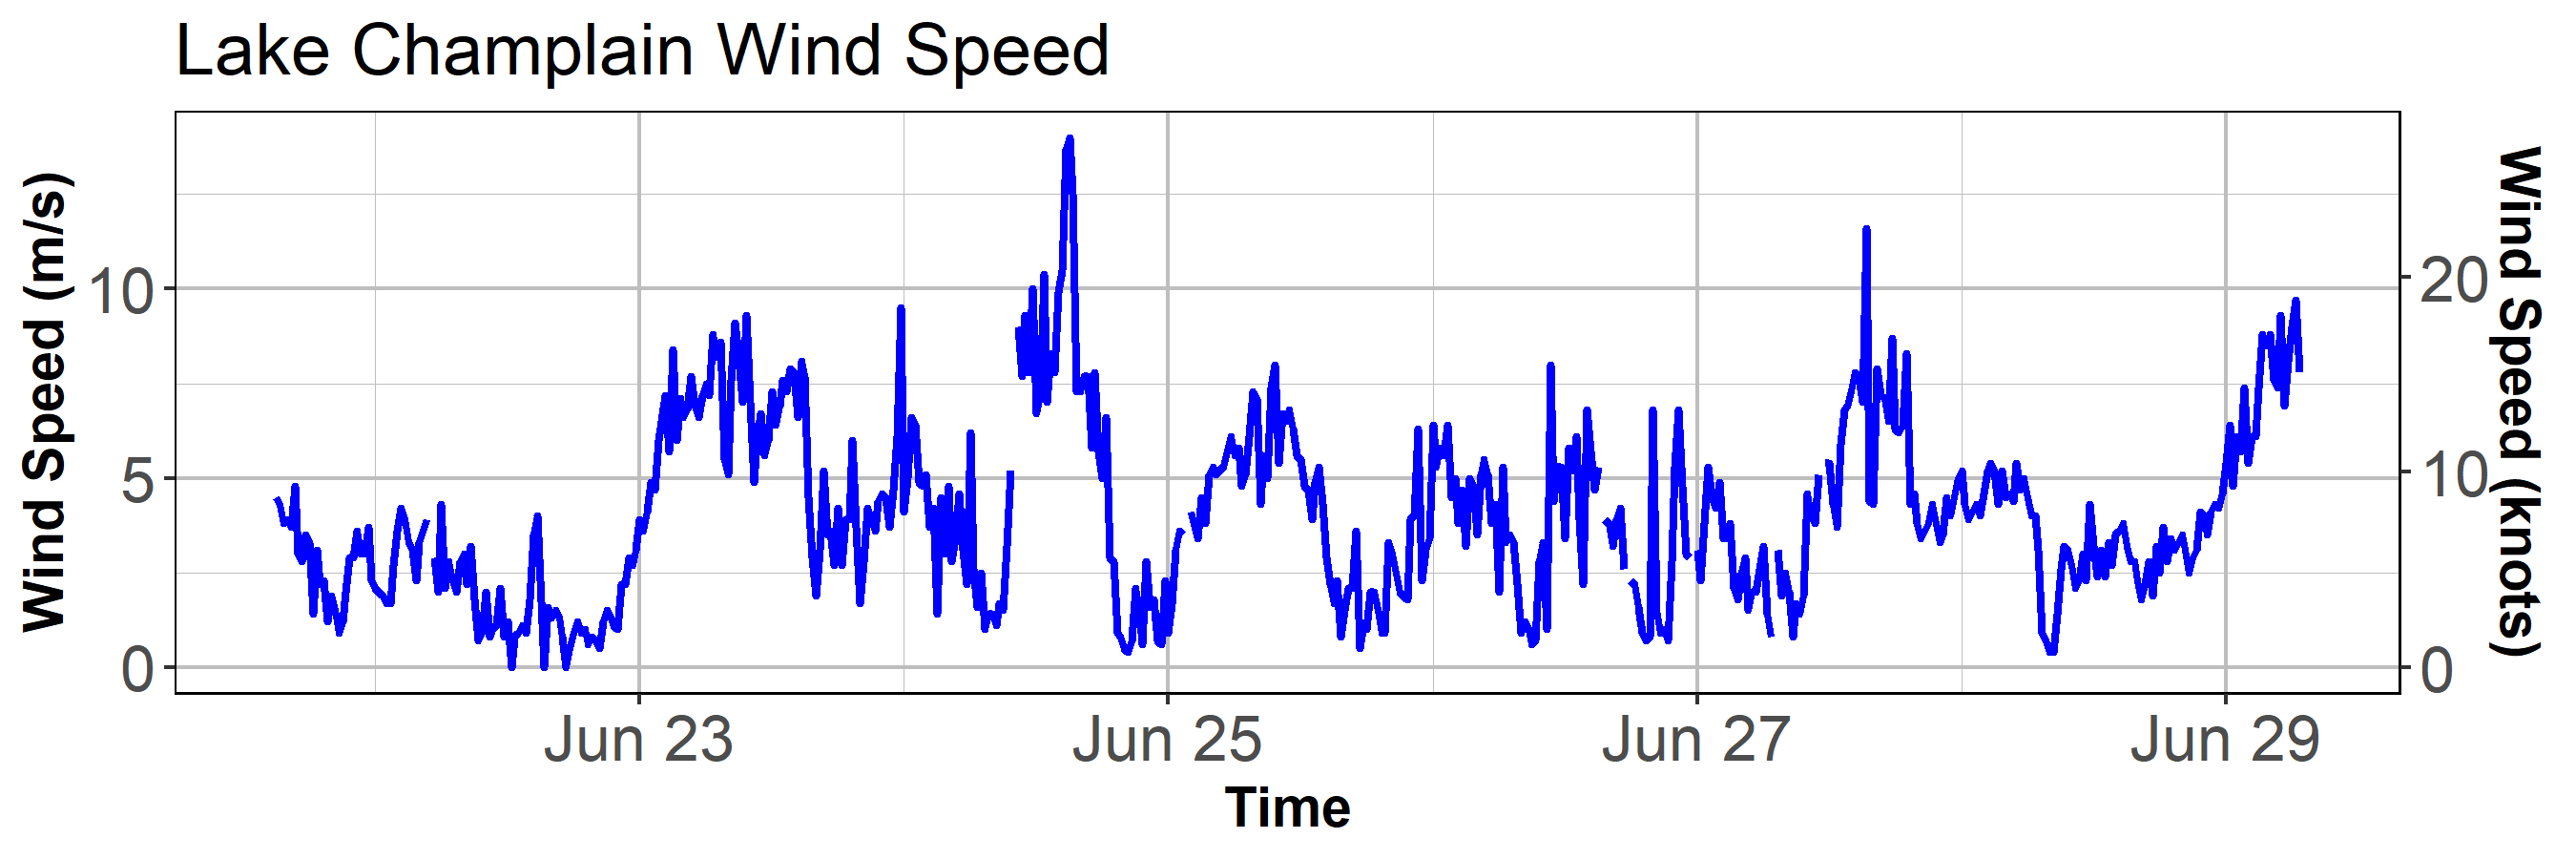 Lake Champlain Wind Speed
Wind Speed (m/s)
10
5
0
20
10
0
Wind Speed (knots)
Jun 23
Jun 25
Jun 27
Jun 29
Time